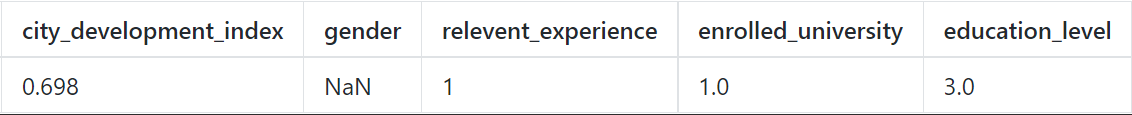 city_development_index gender relevent_experience enrolled_university education_level
0.698 NaN 1 1.0 3.0